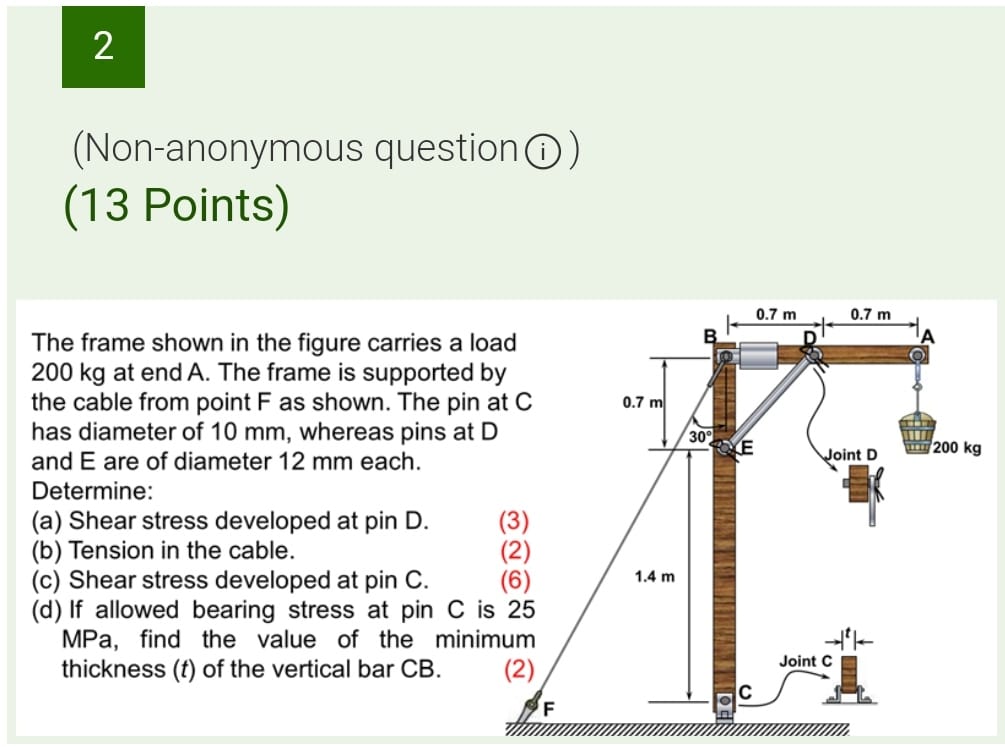 2
(Non-anonymous question ⓘ)
(13 Points)
The frame shown in the figure carries a load
200 kg at end A. The frame is supported by
the cable from point F as shown. The pin at C
has diameter of 10 mm, whereas pins at D
and E are of diameter 12 mm each.
Determine:
(a) Shear stress developed at pin D. (3)
(b) Tension in the cable. (2)
(c) Shear stress developed at pin C. (6)
(d) If allowed bearing stress at pin C is 25
MPa, find the value of the minimum
thickness (t) of the vertical bar CB. (2)
0.7 m 0.7 m
B D A
0.7 m
30°
E
Joint D
200 kg
1.4 m
t
Joint C
C
F